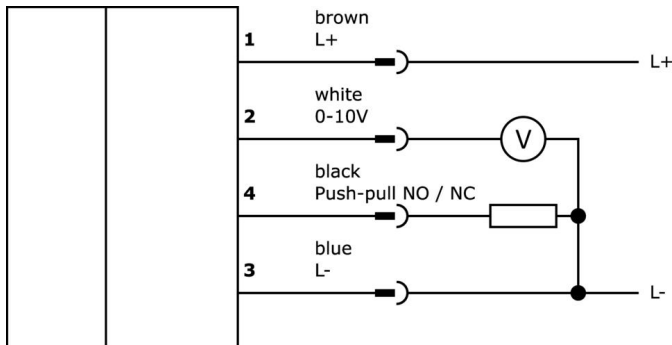 brown
1 L+
L+
white
2 0-10V
V
black
4 Push-pull NO / NC
blue
3 L-
L-